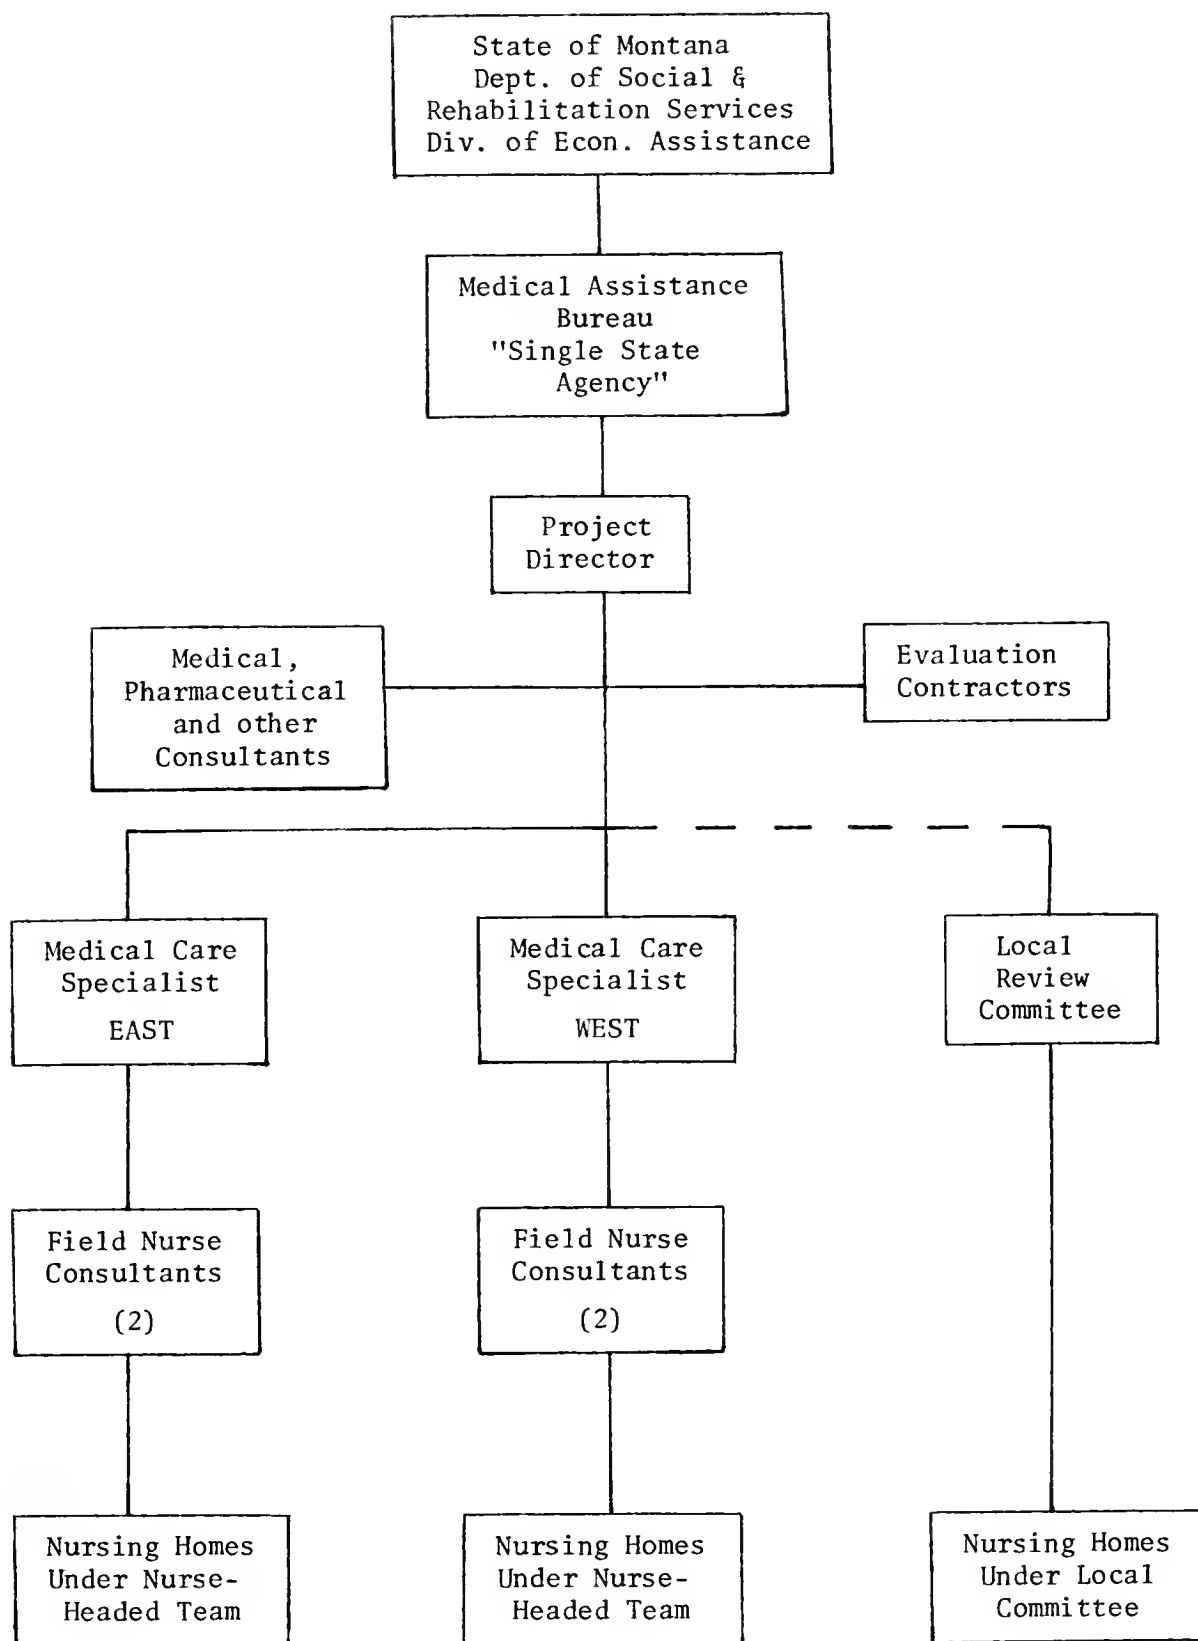 State of Montana
Dept. of Social &
Rehabilitation Services
Div. of Econ. Assistance
Medical Assistance
Bureau
"Single State
Agency"
Project
Director
Medical,
Pharmaceutical
and other
Consultants
Evaluation
Contractors
Medical Care
Specialist
EAST
Medical Care
Specialist
WEST
Local
Review
Committee
Field Nurse
Consultants
(2)
Field Nurse
Consultants
(2)
Nursing Homes
Under Nurse-
Headed Team
Nursing Homes
Under Nurse-
Headed Team
Nursing Homes
Under Local
Committee